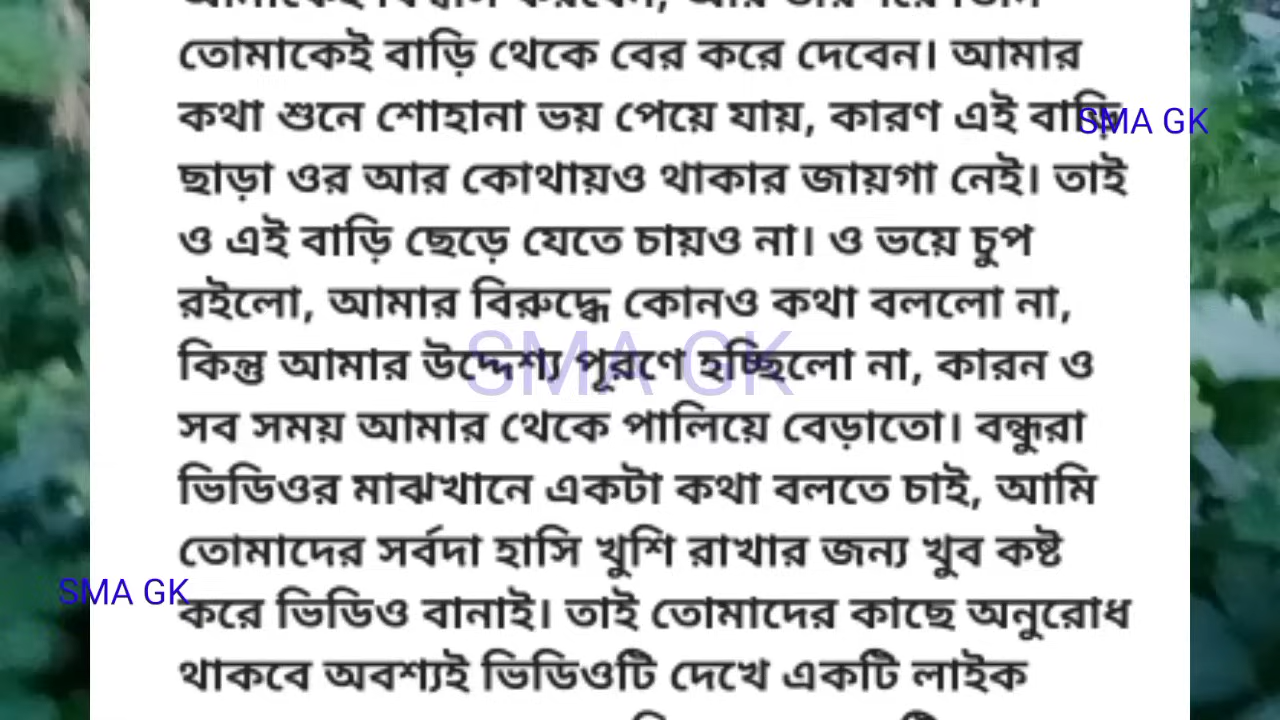 তোমাকেই বাড়ি থেকে বের করে দেবেন। আমার
কথা শুনে শোহানা ভয় পেয়ে যায়, কারণ এই বাড়ি
SMA GK
ছাড়া ওর আর কোথায়ও থাকার জায়গা নেই। তাই
ও এই বাড়ি ছেড়ে যেতে চায়ও না। ও ভয়ে চুপ
রইলো, আমার বিরুদ্ধে কোনও কথা বললো না,
SMA GK
কিন্তু আমার উদ্দেশ্য পূরণে হচ্ছিলো না, কারন ও
সব সময় আমার থেকে পালিয়ে বেড়াতো। বন্ধুরা
ভিডিওর মাঝখানে একটা কথা বলতে চাই, আমি
তোমাদের সর্বদা হাসি খুশি রাখার জন্য খুব কষ্ট
SMA GK
করে ভিডিও বানাই। তাই তোমাদের কাছে অনুরোধ
থাকবে অবশ্যই ভিডিওটি দেখে একটি লাইক